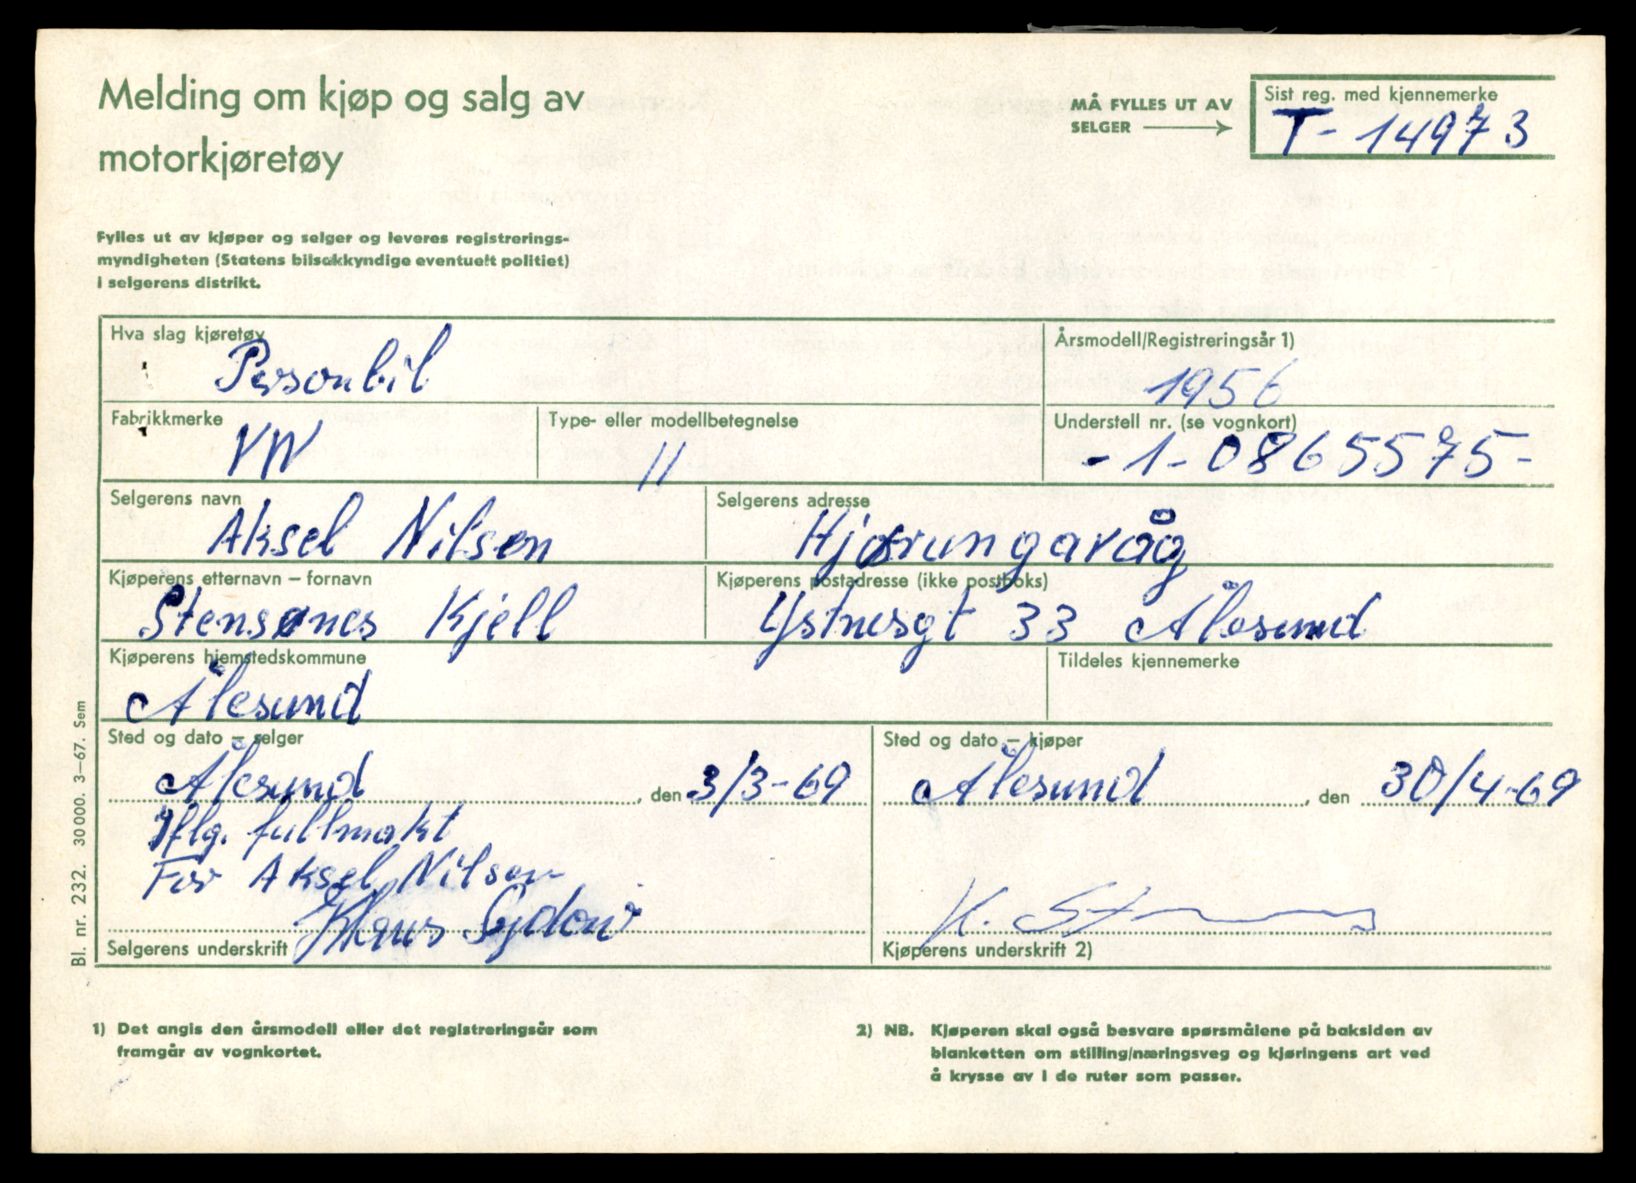 Melding om kjøp og salg av
motorkjøretøy
MÅ FYLLES UT AV
SELGER
Sist reg. med kjennemerke
T- 14973
Fylles ut av kjøper og selger og leveres registrerings-
myndigheten (Statens bilsakkyndige eventuelt politiet)
i selgerens distrikt.
Hva slag kjøretøy
Personbil
Årsmodell/Registreringsår 1)
1956
Fabrikkmerke
VW
Type- eller modellbetegnelse
11
Understell nr. (se vognkort)
-1-0865575-
Selgerens navn
Aksel Nilsen
Selgerens adresse
Hjørungavåg
Kjøperens etternavn – fornavn
Stensønes Kjell
Kjøperens postadresse (ikke postboks)
Ystnesgt 33 Ålesund
Kjøperens hjemstedskommune
Ålesund
Tildeles kjennemerke
Sted og dato – selger
Ålesund, den 3/3-69
Iflg. fullmakt
For Aksel Nilsen
Selgerens underskrift
Sted og dato – kjøper
Ålesund, den 30/4-69
Kjøperens underskrift 2)
K.
Bl. nr. 232. 30 000. 3–67. Sem
1) Det angis den årsmodell eller det registreringsår som
framgår av vognkortet.
2) NB. Kjøperen skal også besvare spørsmålene på baksiden av
blanketten om stilling/næringsveg og kjøringens art ved
å krysse av i de ruter som passer.